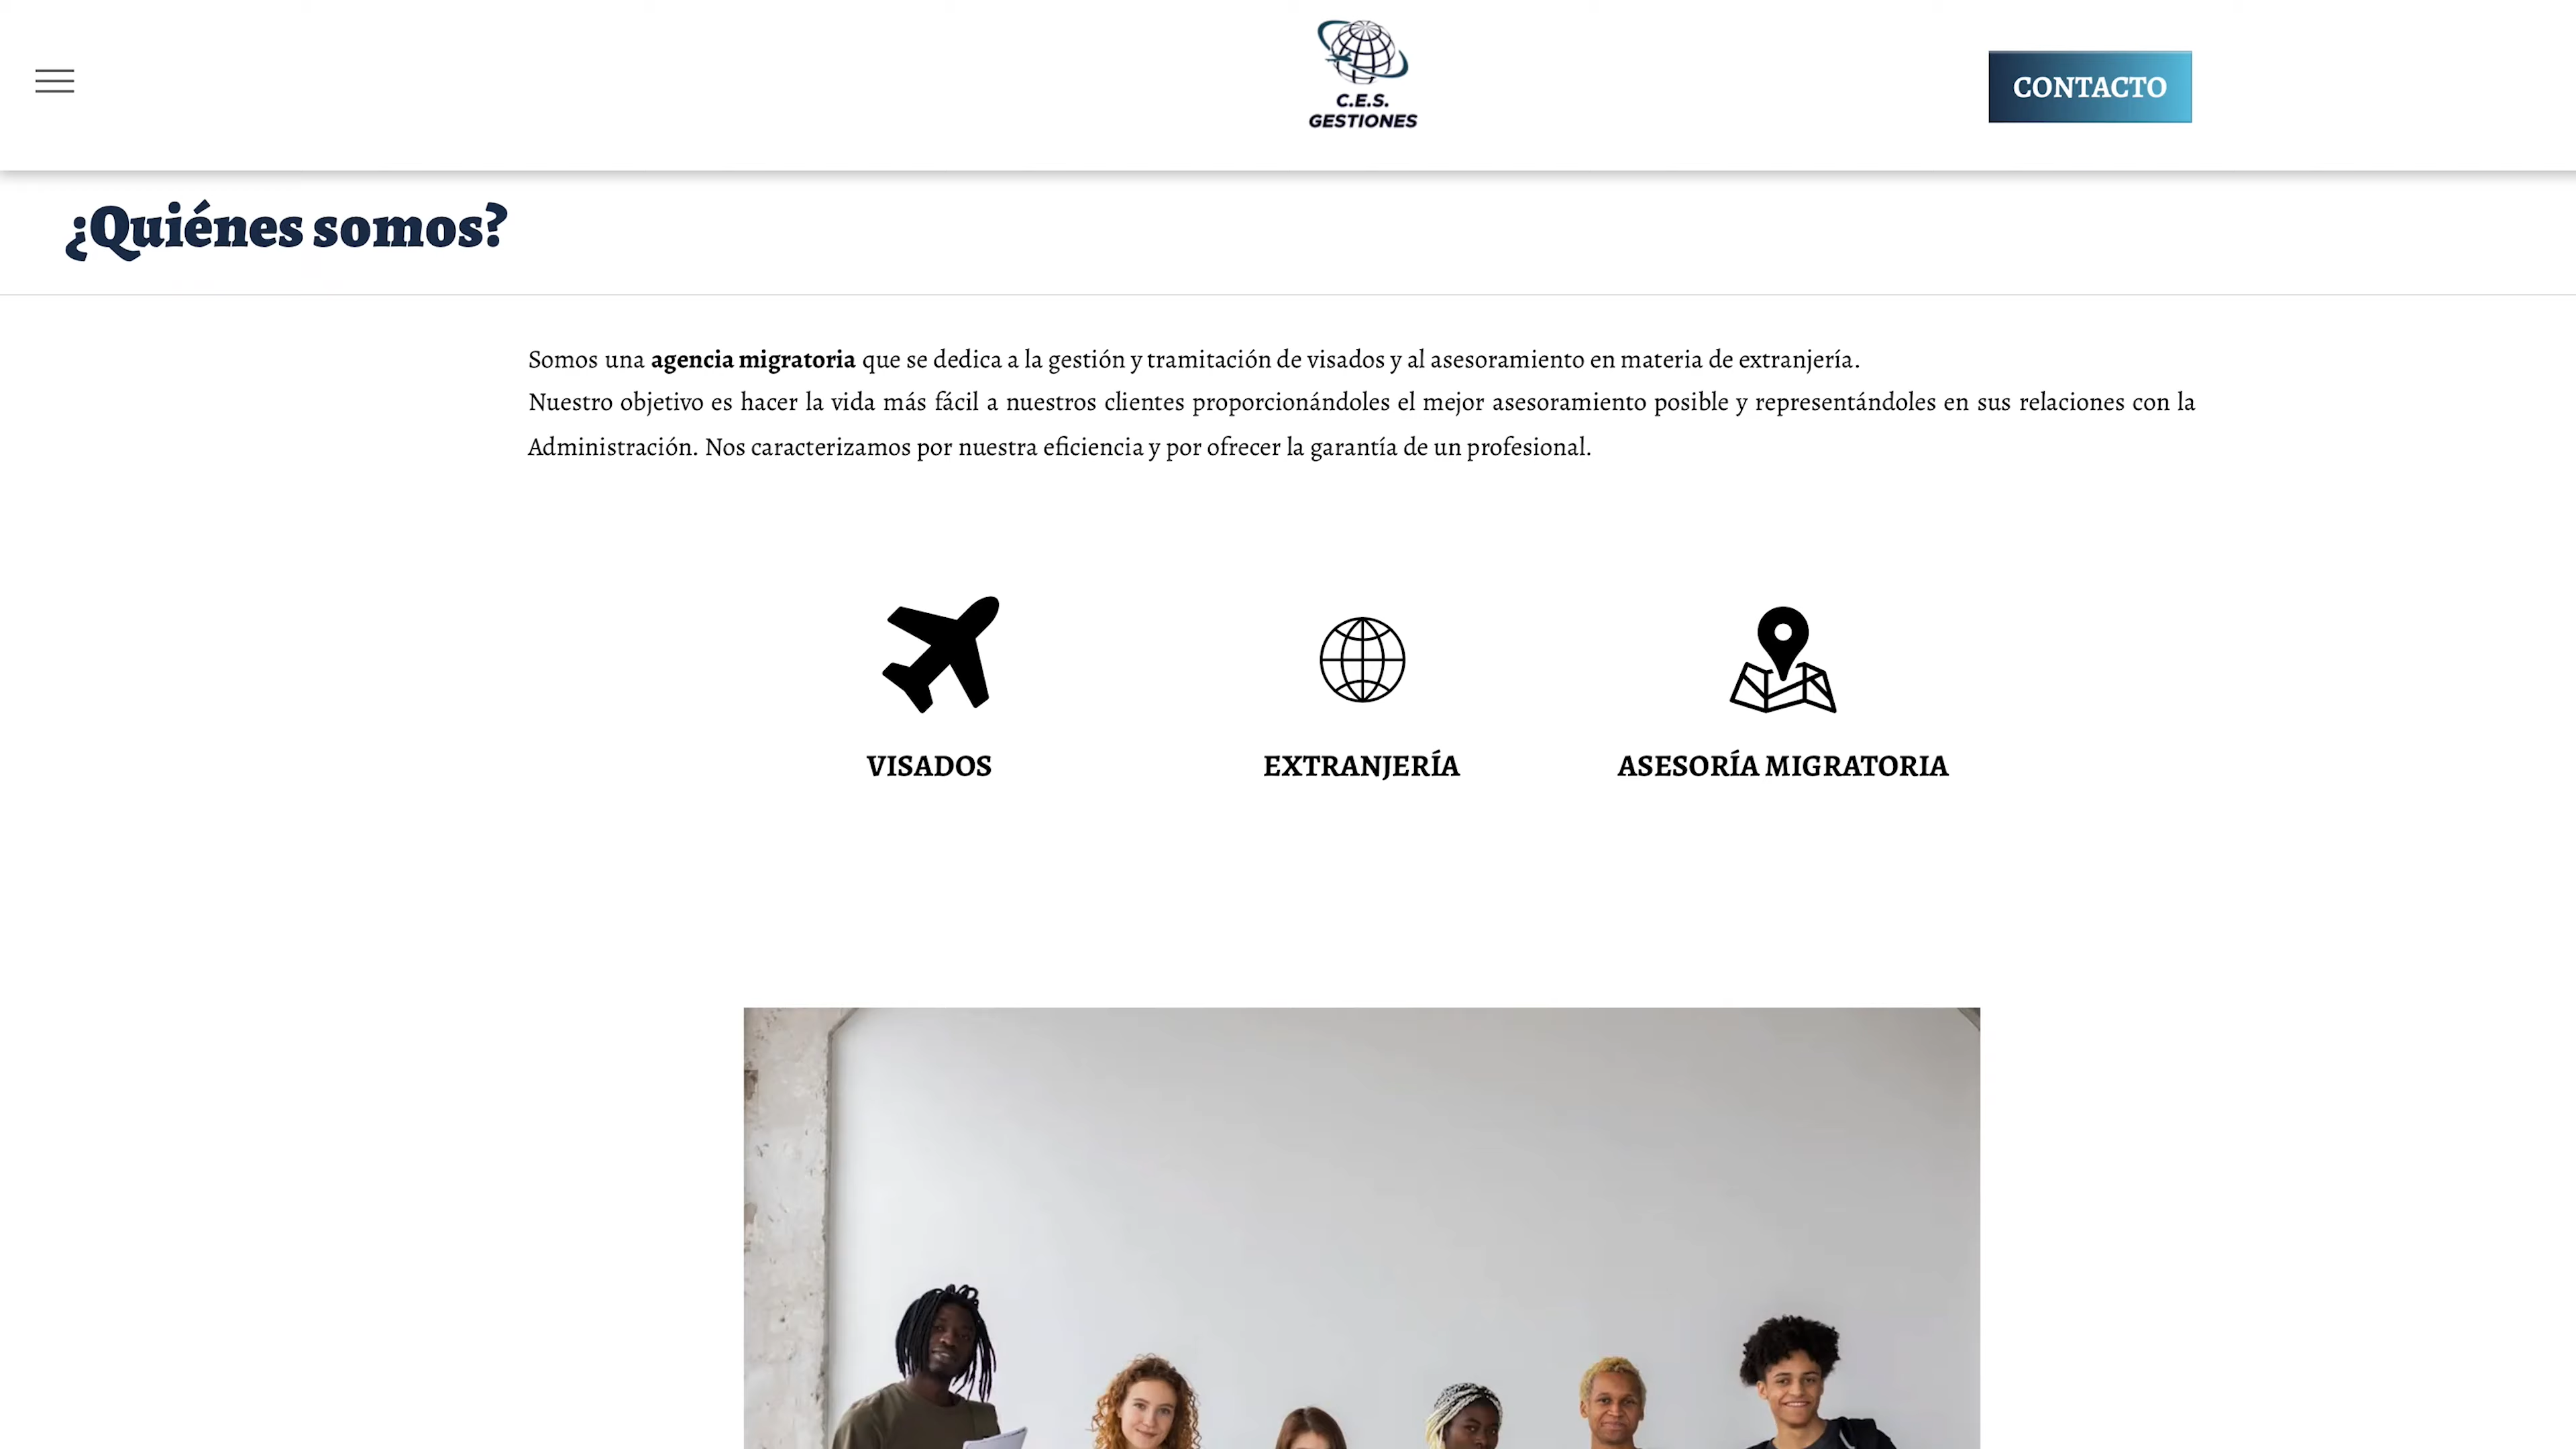 C.E.S.
GESTIONES
CONTACTO
¿Quiénes somos?
Somos una agencia migratoria que se dedica a la gestión y tramitación de visados y al asesoramiento en materia de extranjería.
Nuestro objetivo es hacer la vida más fácil a nuestros clientes proporcionándoles el mejor asesoramiento posible y representándoles en sus relaciones con la
Administración. Nos caracterizamos por nuestra eficiencia y por ofrecer la garantía de un profesional.
VISADOS
EXTRANJERÍA
ASESORÍA MIGRATORIA